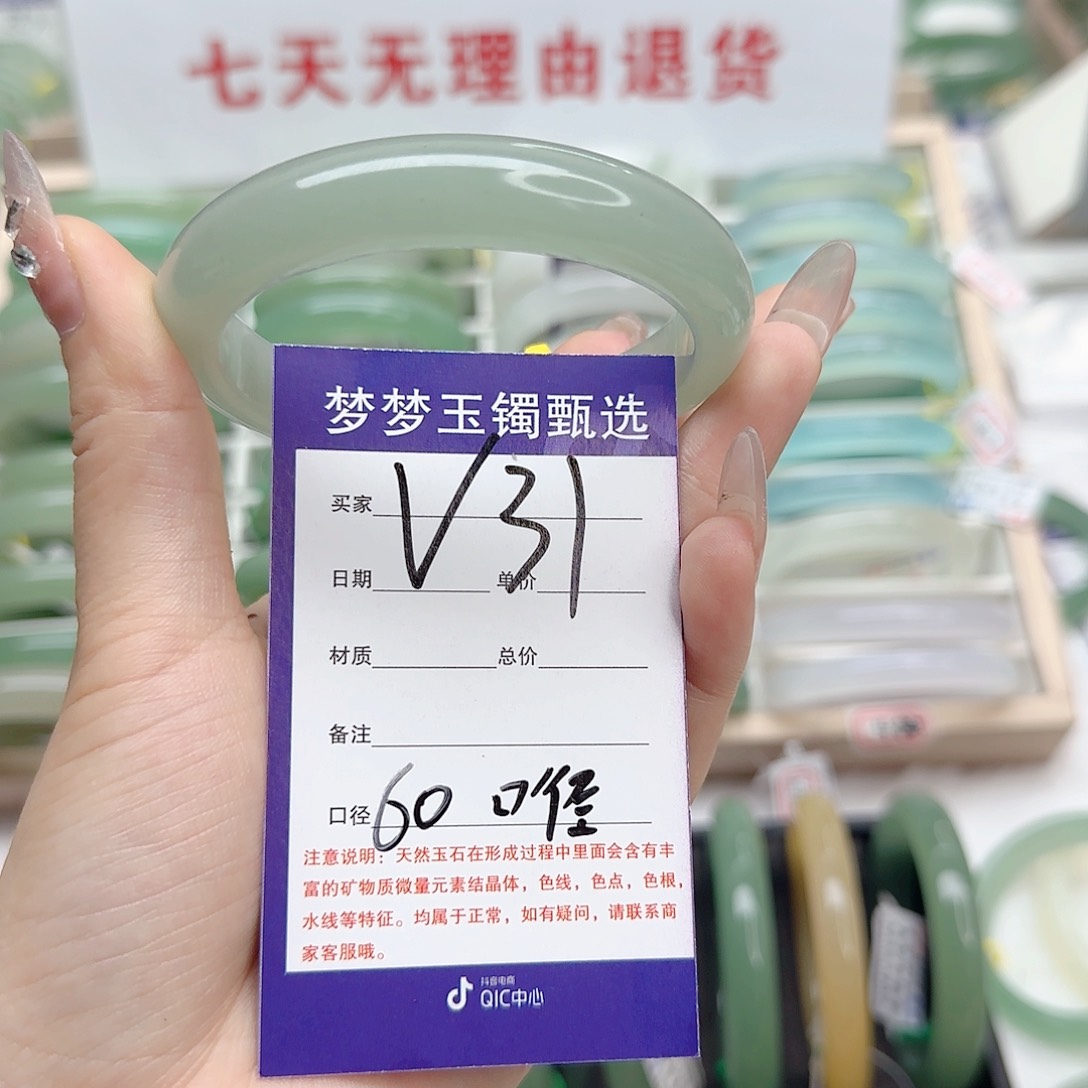 七天无理由退货
梦梦玉镯甄选
买家 V31
日期 单价
材质 总价
备注
口径 60 口径
注意说明：天然玉石在形成过程中里面会含有丰
富的矿物质微量元素结晶体，色线，色点，色根，
水线等特征。均属于正常，如有疑问，请联系商
家客服哦。
抖音电商
QIC中心